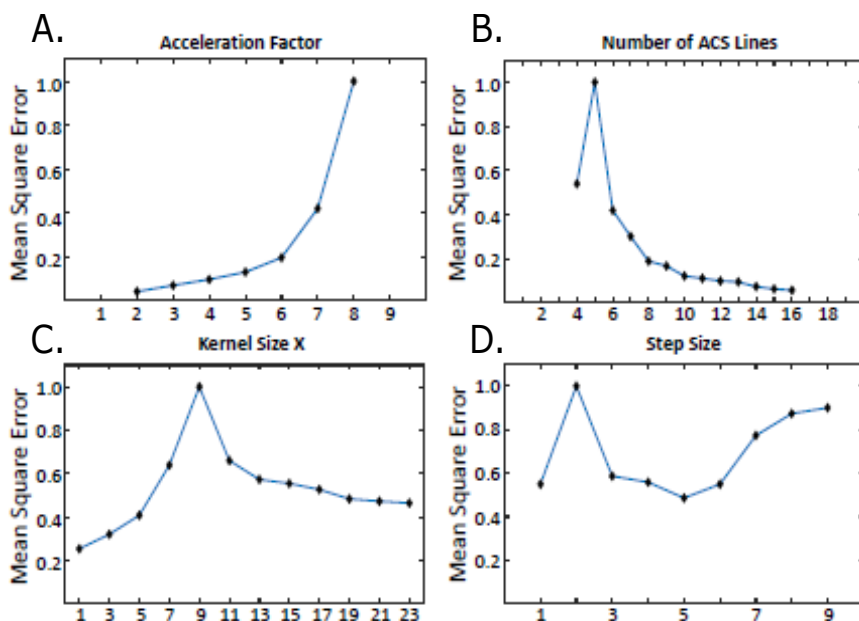 A.
Acceleration Factor
Mean Square Error
1.0
0.8
0.6
0.4
0.2
1 2 3 4 5 6 7 8 9
B.
Number of ACS Lines
Mean Square Error
1.0
0.8
0.6
0.4
0.2
2 4 6 8 10 12 14 16 18
C.
Kernel Size X
Mean Square Error
1.0
0.8
0.6
0.4
0.2
1 3 5 7 9 11 13 15 17 19 21 23
D.
Step Size
Mean Square Error
1.0
0.8
0.6
0.4
0.2
1 3 5 7 9